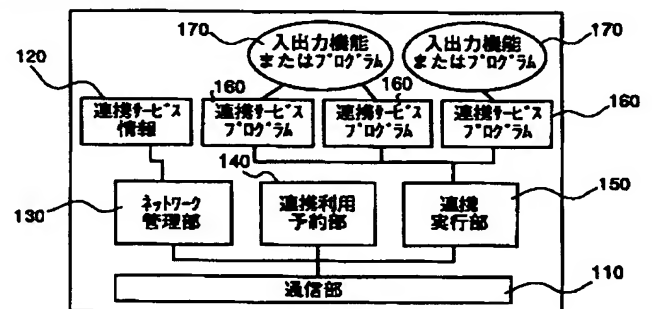 170
入出力機能
またはプログラム
入出力機能
またはプログラム
170
120
連携サービス
情報
160
連携サービス
プログラム
160
連携サービス
プログラム
連携サービス
プログラム
160
130
ネットワーク
管理部
140
連携利用
予約部
連携
実行部
150
通信部
110